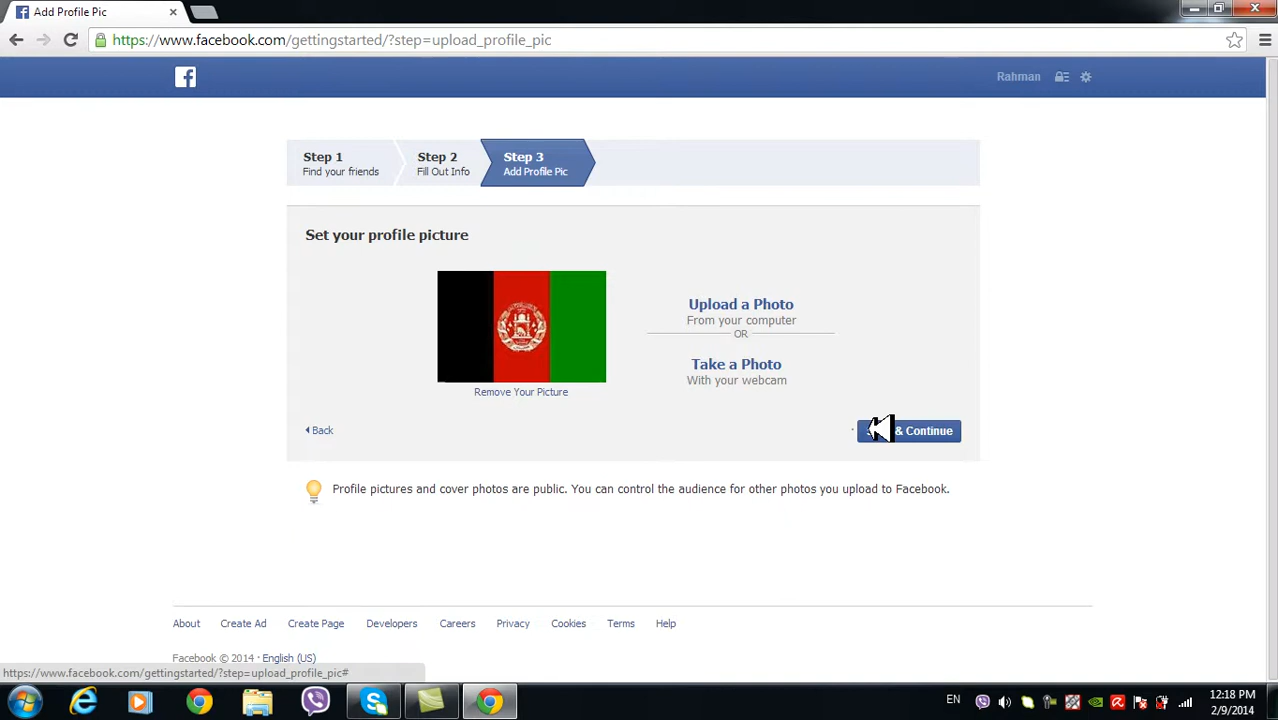 Add Profile Pic
https://www.facebook.com/gettingstarted/?step=upload_profile_pic
Rahman
Step 1
Find your friends
Step 2
Fill Out Info
Step 3
Add Profile Pic
Set your profile picture
Upload a Photo
From your computer
OR
Take a Photo
With your webcam
Remove Your Picture
Back
& Continue
Profile pictures and cover photos are public. You can control the audience for other photos you upload to Facebook.
About Create Ad Create Page Developers Careers Privacy Cookies Terms Help
Facebook © 2014 · English (US)
https://www.facebook.com/gettingstarted/?step=upload_profile_pic#
EN
12:18 PM
2/9/2014